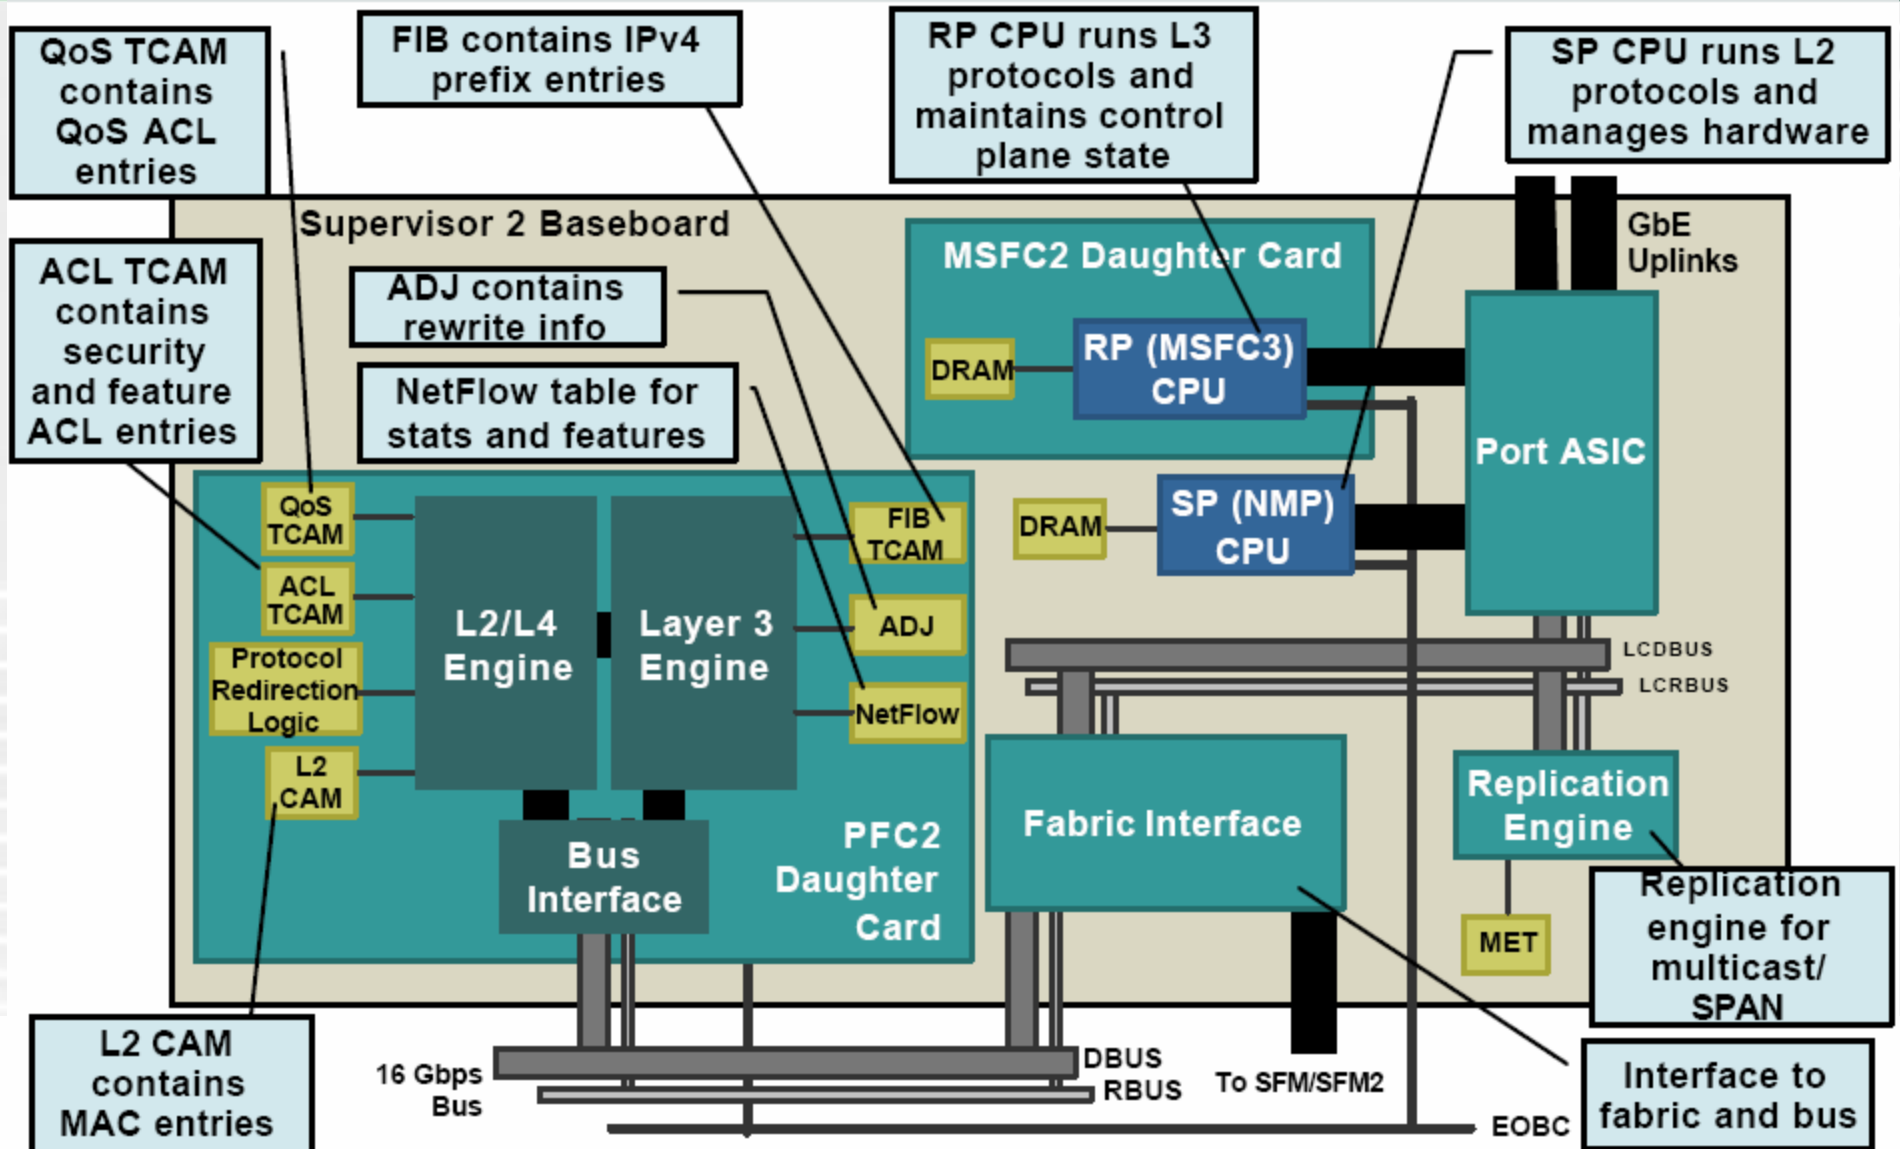 QoS TCAM
contains
QoS ACL
entries
FIB contains IPv4
prefix entries
RP CPU runs L3
protocols and
maintains control
plane state
SP CPU runs L2
protocols and
manages hardware
Supervisor 2 Baseboard
GbE
Uplinks
ACL TCAM
contains
security
and feature
ACL entries
ADJ contains
rewrite info
NetFlow table for
stats and features
MSFC2 Daughter Card
DRAM
RP (MSFC3)
CPU
Port ASIC
DRAM
SP (NMP)
CPU
QoS
TCAM
ACL
TCAM
Protocol
Redirection
Logic
L2
CAM
L2/L4
Engine
Layer 3
Engine
FIB
TCAM
ADJ
NetFlow
Bus
Interface
PFC2
Daughter
Card
LCDBUS
LCRBUS
Fabric Interface
Replication
Engine
MET
Replication
engine for
multicast/
SPAN
L2 CAM
contains
MAC entries
16 Gbps
Bus
DBUS
RBUS
To SFM/SFM2
EOBC
Interface to
fabric and bus